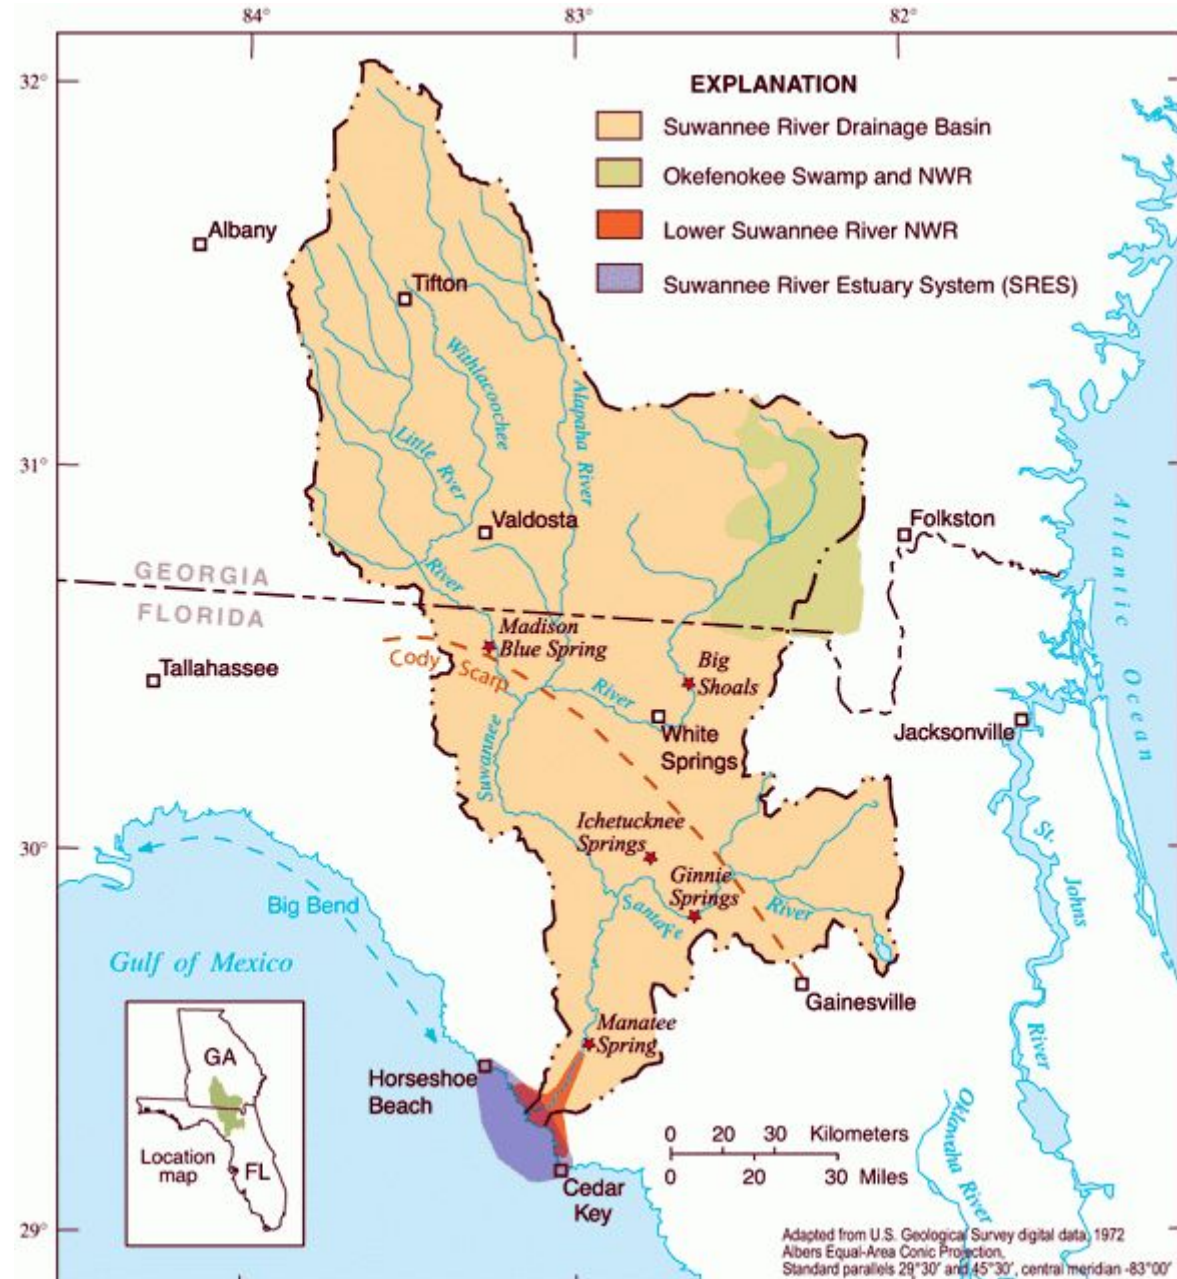 84°
83°
82°
32°
31°
30°
29°
EXPLANATION
Suwannee River Drainage Basin
Okefenokee Swamp and NWR
Lower Suwannee River NWR
Suwannee River Estuary System (SRES)
Albany
Tifton
Withlacoochee
Alapaha River
Little Rver
Valdosta
River
Folkston
Atlantic Ocean
GEORGIA
FLORIDA
Tallahassee
Madison
Blue Spring
Cody Scarp
Big
Shoals
River
White
Springs
Suwannee
Jacksonville
Ichetucknee
Springs
Ginnie
Springs
Santa Fe
River
St. Johns River
Big Bend
Gulf of Mexico
Gainesville
Manatee
Spring
Horseshoe
Beach
Cedar
Key
Oklawaha River
GA
FL
Location
map
0 20 30 Kilometers
0 20 30 Miles
Adapted from U.S. Geological Survey digital data, 1972
Albers Equal-Area Conic Projection,
Standard parallels 29°30' and 45°30', central meridian -83°00'